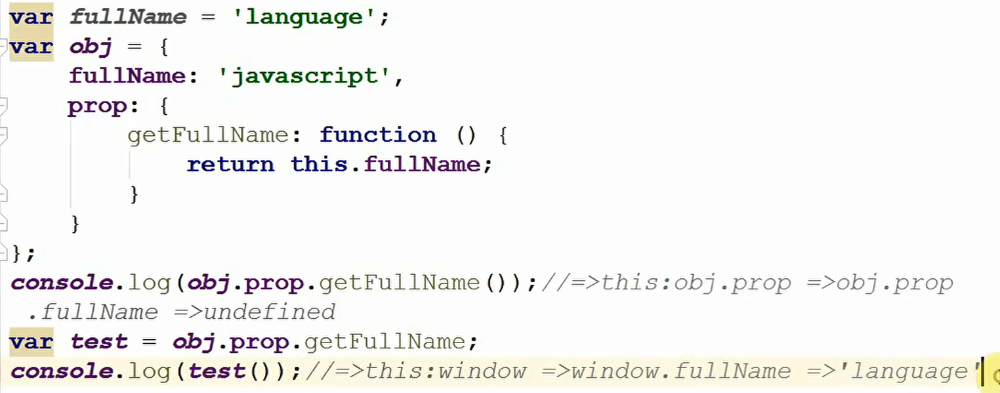 var fullName = 'language';
var obj = {
    fullName: 'javascript',
    prop: {
        getFullName: function () {
            return this.fullName;
        }
    }
};
console.log(obj.prop.getFullName());//=>this:obj.prop =>obj.prop
 .fullName =>undefined
var test = obj.prop.getFullName;
console.log(test());//=>this:window =>window.fullName =>'language'